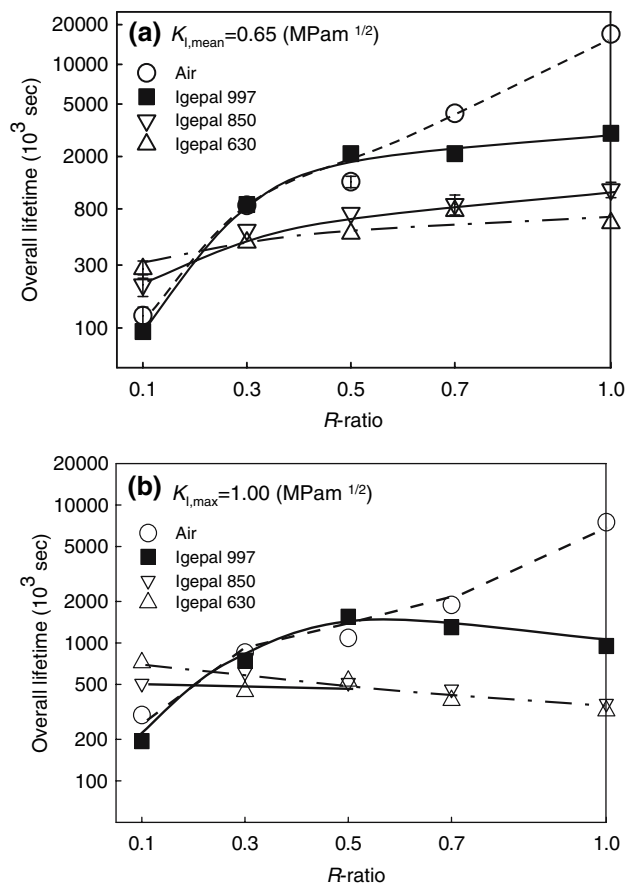 (a) K_I,mean=0.65 (MPam ^1/2)
Air
Igepal 997
Igepal 850
Igepal 630
Overall lifetime (10^3 sec)
20000
10000
5000
2000
800
300
100
0.1 0.3 0.5 0.7 1.0
R-ratio
(b) K_I,max=1.00 (MPam ^1/2)
Air
Igepal 997
Igepal 850
Igepal 630
Overall lifetime (10^3 sec)
20000
10000
5000
2000
1000
500
200
100
0.1 0.3 0.5 0.7 1.0
R-ratio